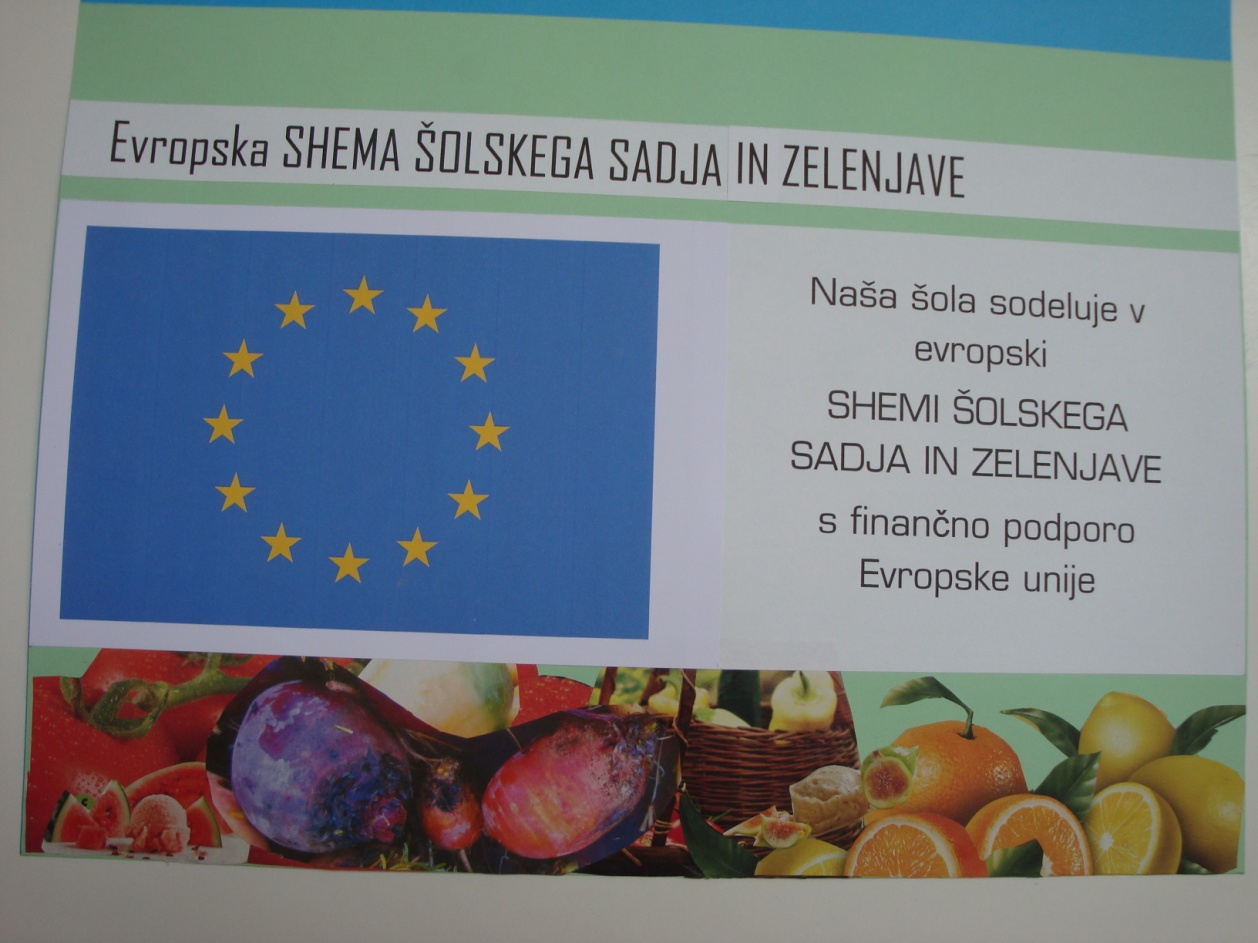 Evropska SHEMA ŠOLSKEGA SADJA IN ZELENJAVE
Naša šola sodeluje v
evropski
SHEMI ŠOLSKEGA
SADJA IN ZELENJAVE
s finančno podporo
Evropske unije